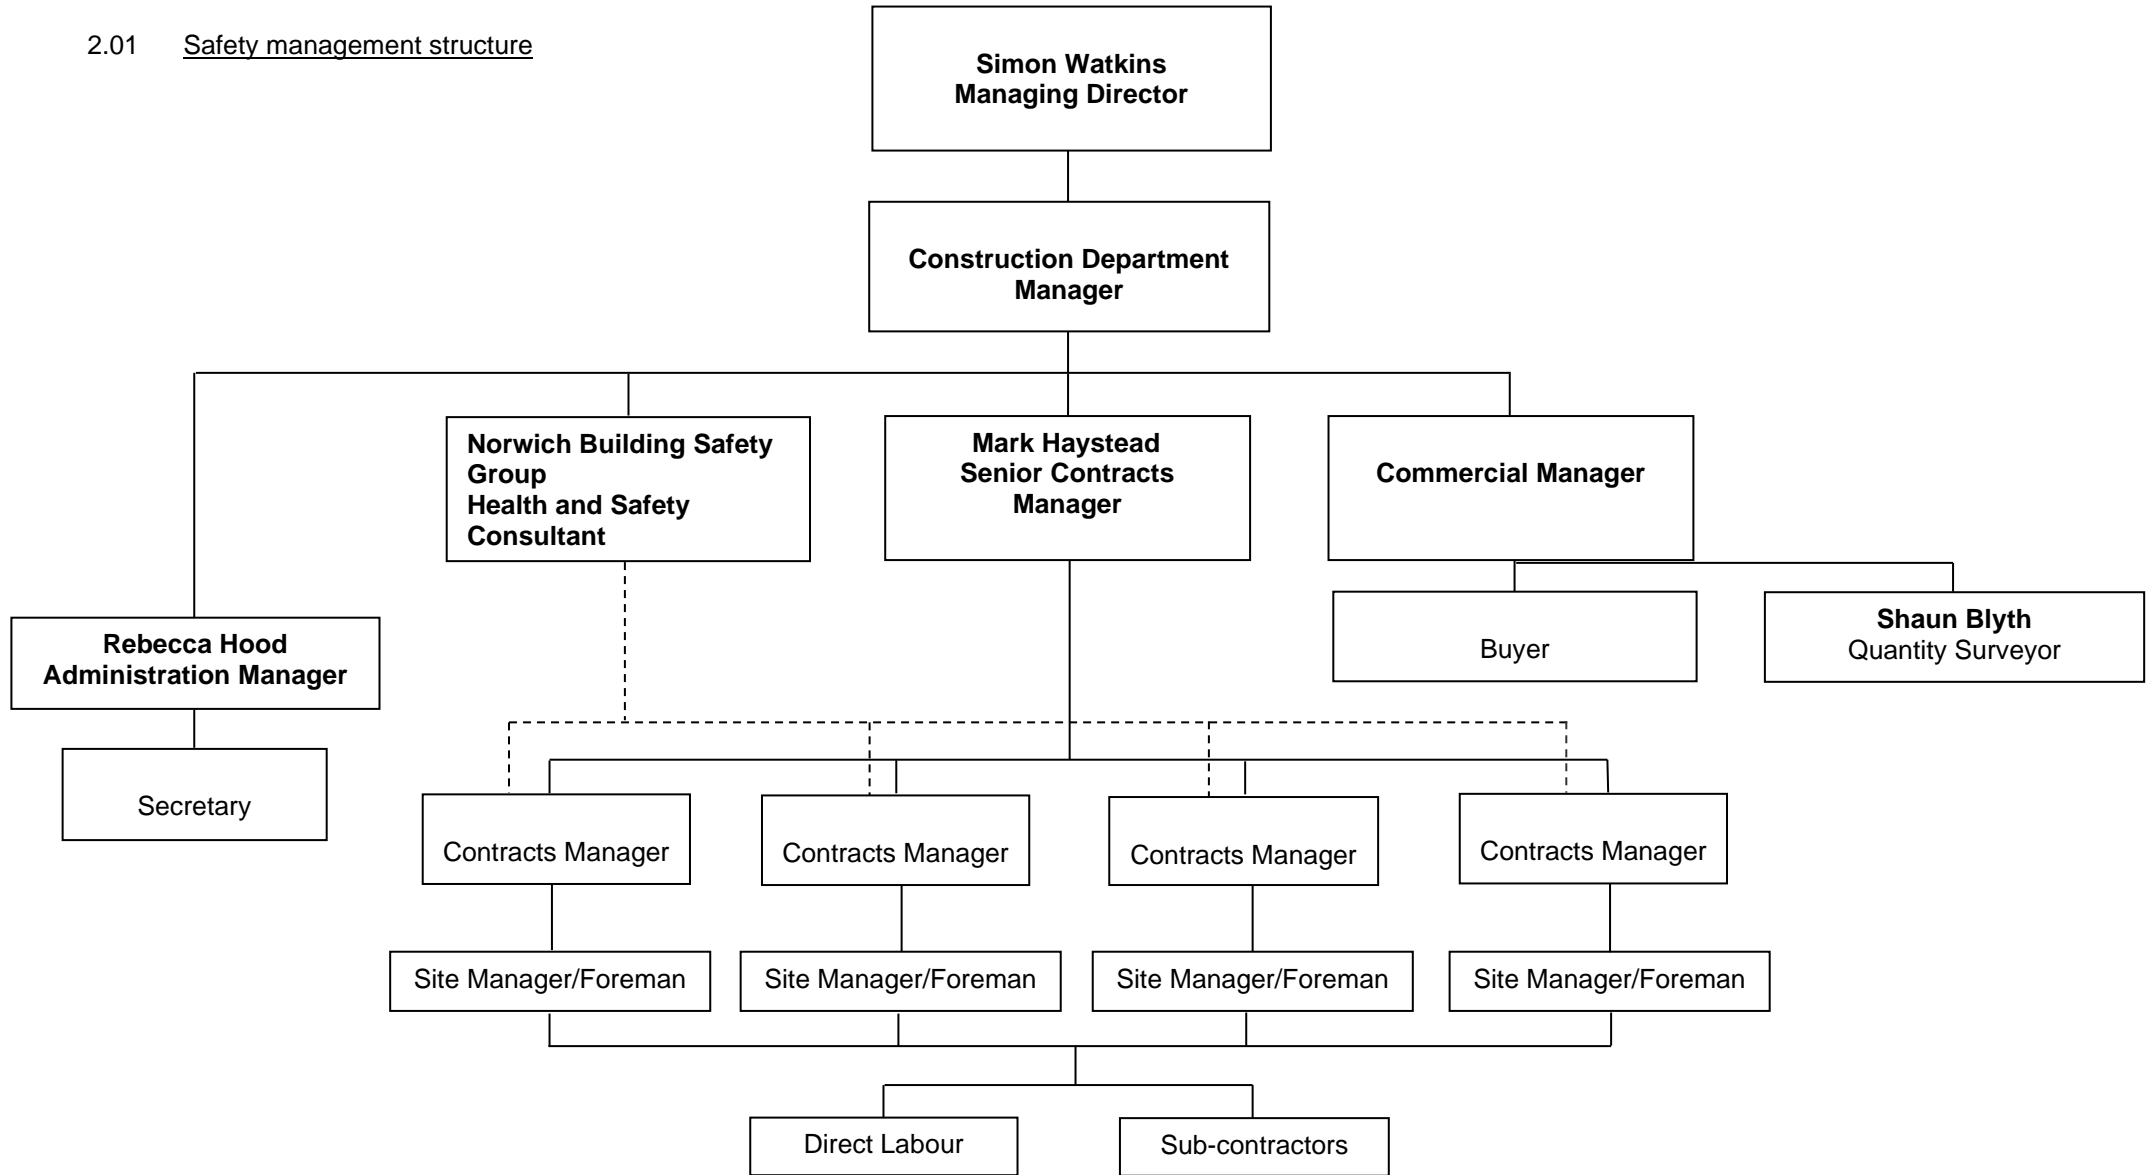 2.01 Safety management structure
Simon Watkins
Managing Director
Construction Department
Manager
Norwich Building Safety
Group
Health and Safety
Consultant
Mark Haystead
Senior Contracts
Manager
Commercial Manager
Rebecca Hood
Administration Manager
Buyer
Shaun Blyth
Quantity Surveyor
Secretary
Contracts Manager
Contracts Manager
Contracts Manager
Contracts Manager
Site Manager/Foreman
Site Manager/Foreman
Site Manager/Foreman
Site Manager/Foreman
Direct Labour
Sub-contractors